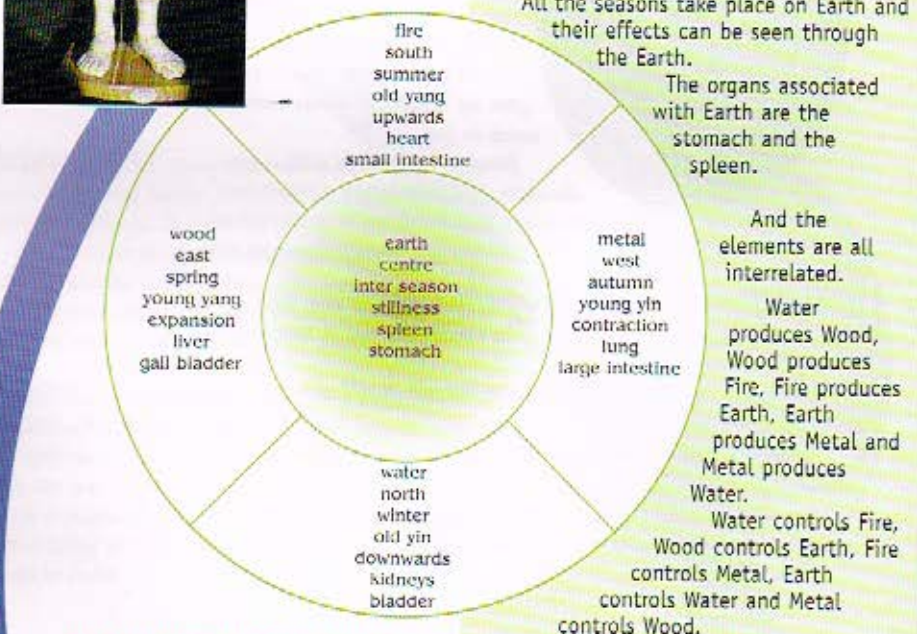 All the seasons take place on Earth and
their effects can be seen through
the Earth.
The organs associated
with Earth are the
stomach and the
spleen.
And the
elements are all
interrelated.
Water
produces Wood,
Wood produces
Fire, Fire produces
Earth, Earth
produces Metal and
Metal produces
Water.
Water controls Fire,
Wood controls Earth, Fire
controls Metal, Earth
controls Water and Metal
controls Wood.
fire
south
summer
old yang
upwards
heart
small intestine
wood
east
spring
young yang
expansion
liver
gall bladder
earth
centre
inter season
stillness
spleen
stomach
metal
west
autumn
young yin
contraction
lung
large intestine
water
north
winter
old yin
downwards
kidneys
bladder